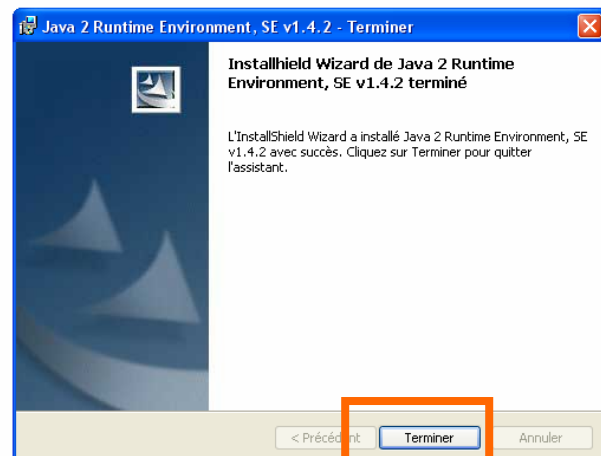 Java 2 Runtime Environment, SE v1.4.2 - Terminer
Installhield Wizard de Java 2 Runtime
Environment, SE v1.4.2 terminé
L'InstallShield Wizard a installé Java 2 Runtime Environment, SE
v1.4.2 avec succès. Cliquez sur Terminer pour quitter
l'assistant.
< Précédent Terminer Annuler